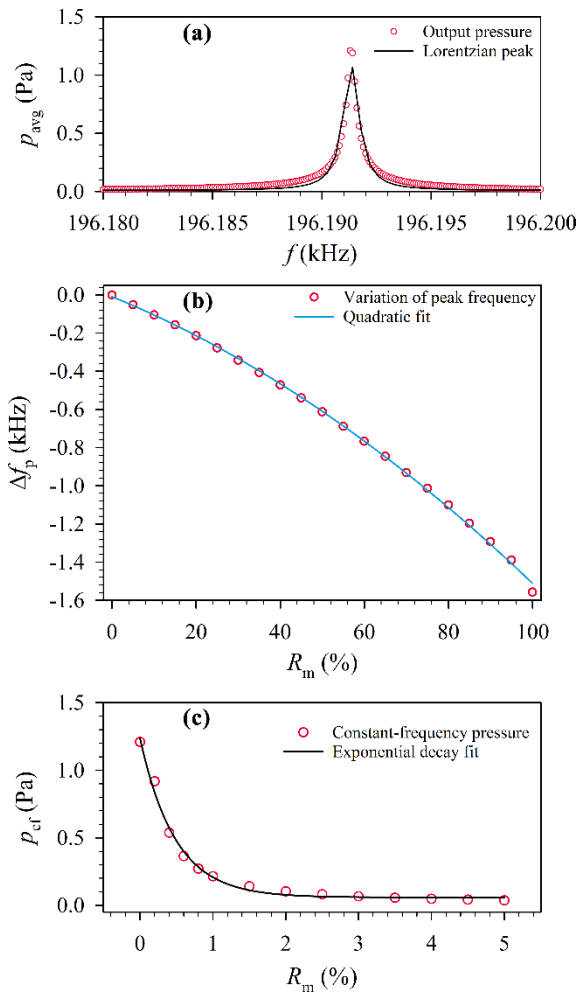 (a)
Output pressure
Lorentzian peak
p_avg (Pa)
1.5
1.0
0.5
0.0
196.180 196.185 196.190 196.195 196.200
f (kHz)
(b)
Variation of peak frequency
Quadratic fit
Δf_p (kHz)
0.0
-0.2
-0.4
-0.6
-0.8
-1.0
-1.2
-1.4
-1.6
0 20 40 60 80 100
R_m (%)
(c)
Constant-frequency pressure
Exponential decay fit
p_cf (Pa)
1.5
1.0
0.5
0.0
0 1 2 3 4 5
R_m (%)